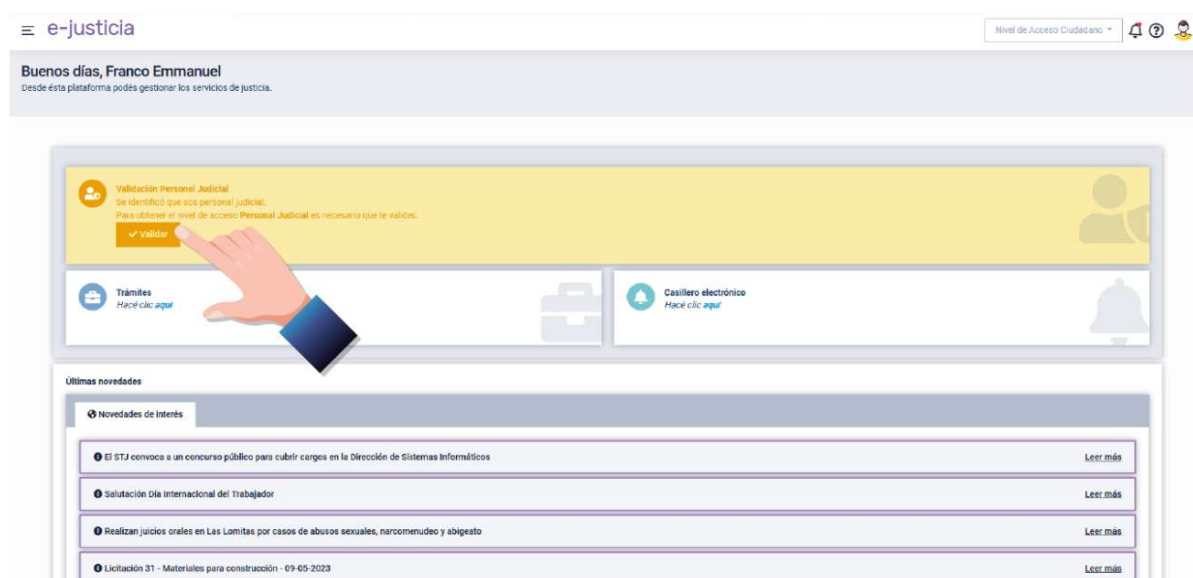 e-justicia
Nivel de Acceso Ciudadano
Buenos días, Franco Emmanuel
Desde ésta plataforma podés gestionar los servicios de justicia.
Validación Personal Judicial
Se identificó que sos personal judicial.
Para obtener el nivel de acceso Personal Judicial es necesario que te valides.
Validar
Trámites
Hacé clic aquí
Casillero electrónico
Hacé clic aquí
Últimas novedades
Novedades de interés
El STJ convoca a un concurso público para cubrir cargos en la Dirección de Sistemas Informáticos Leer más
Salutación Día Internacional del Trabajador Leer más
Realizan juicios orales en Las Lomitas por casos de abusos sexuales, narcomenudeo y abigeato Leer más
Licitación 31 - Materiales para construcción - 09-05-2023 Leer más